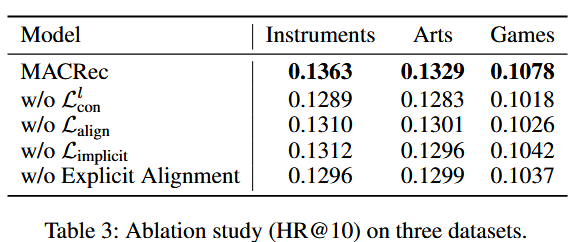 Model Instruments Arts Games
MACRec 0.1363 0.1329 0.1078
w/o $\mathcal{L}_{\text{con}}^{l}$ 0.1289 0.1283 0.1018
w/o $\mathcal{L}_{\text{align}}$ 0.1310 0.1301 0.1026
w/o $\mathcal{L}_{\text{implicit}}$ 0.1312 0.1296 0.1042
w/o Explicit Alignment 0.1296 0.1299 0.1037
Table 3: Ablation study (HR@10) on three datasets.